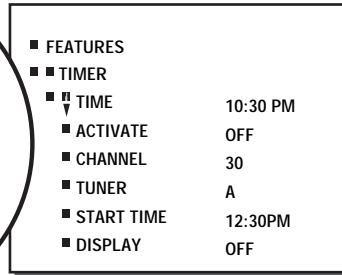 FEATURES
TIMER
TIME 10:30 PM
ACTIVATE OFF
CHANNEL 30
TUNER A
START TIME 12:30PM
DISPLAY OFF